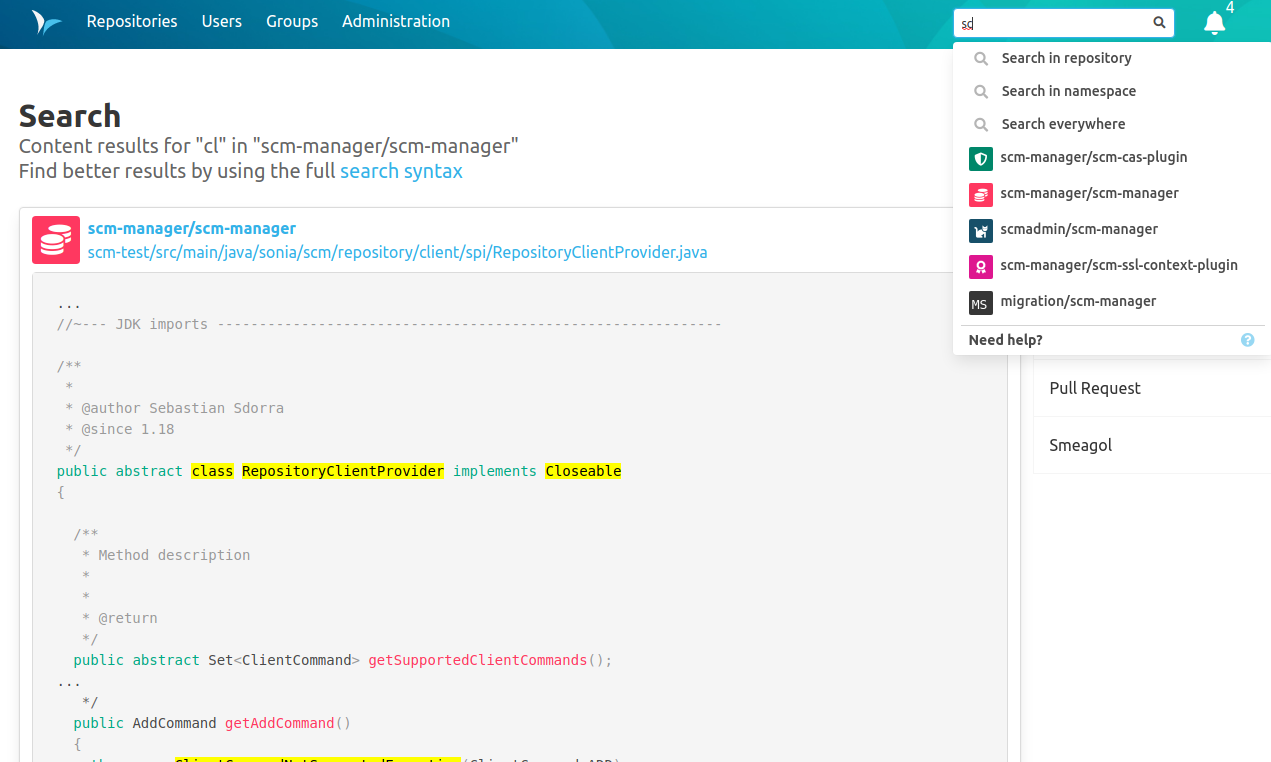 Repositories Users Groups Administration
sc
4
Search in repository
Search in namespace
Search everywhere
scm-manager/scm-cas-plugin
scm-manager/scm-manager
scmadmin/scm-manager
scm-manager/scm-ssl-context-plugin
MS migration/scm-manager
Need help? ?
Search
Content results for "cl" in "scm-manager/scm-manager"
Find better results by using the full search syntax
scm-manager/scm-manager
scm-test/src/main/java/sonia/scm/repository/client/spi/RepositoryClientProvider.java
...
//~--- JDK imports ------------------------------------------------------------
/**
*
* @author Sebastian Sdorra
* @since 1.18
*/
public abstract class RepositoryClientProvider implements Closeable
{
/**
* Method description
*
*
* @return
*/
public abstract Set<ClientCommand> getSupportedClientCommands();
...
*/
public AddCommand getAddCommand()
{
Pull Request
Smeagol